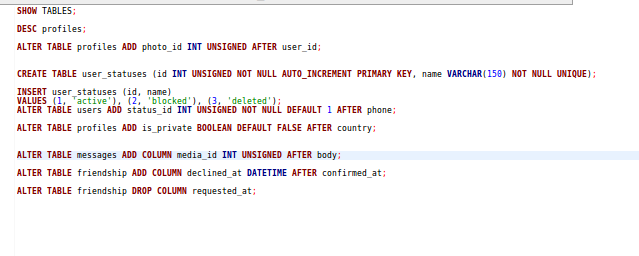 SHOW TABLES;
DESC profiles;
ALTER TABLE profiles ADD photo_id INT UNSIGNED AFTER user_id;
CREATE TABLE user_statuses (id INT UNSIGNED NOT NULL AUTO_INCREMENT PRIMARY KEY, name VARCHAR(150) NOT NULL UNIQUE);
INSERT user_statuses (id, name)
VALUES (1, 'active'), (2, 'blocked'), (3, 'deleted');
ALTER TABLE users ADD status_id INT UNSIGNED NOT NULL DEFAULT 1 AFTER phone;
ALTER TABLE profiles ADD is_private BOOLEAN DEFAULT FALSE AFTER country;
ALTER TABLE messages ADD COLUMN media_id INT UNSIGNED AFTER body;
ALTER TABLE friendship ADD COLUMN declined_at DATETIME AFTER confirmed_at;
ALTER TABLE friendship DROP COLUMN requested_at;